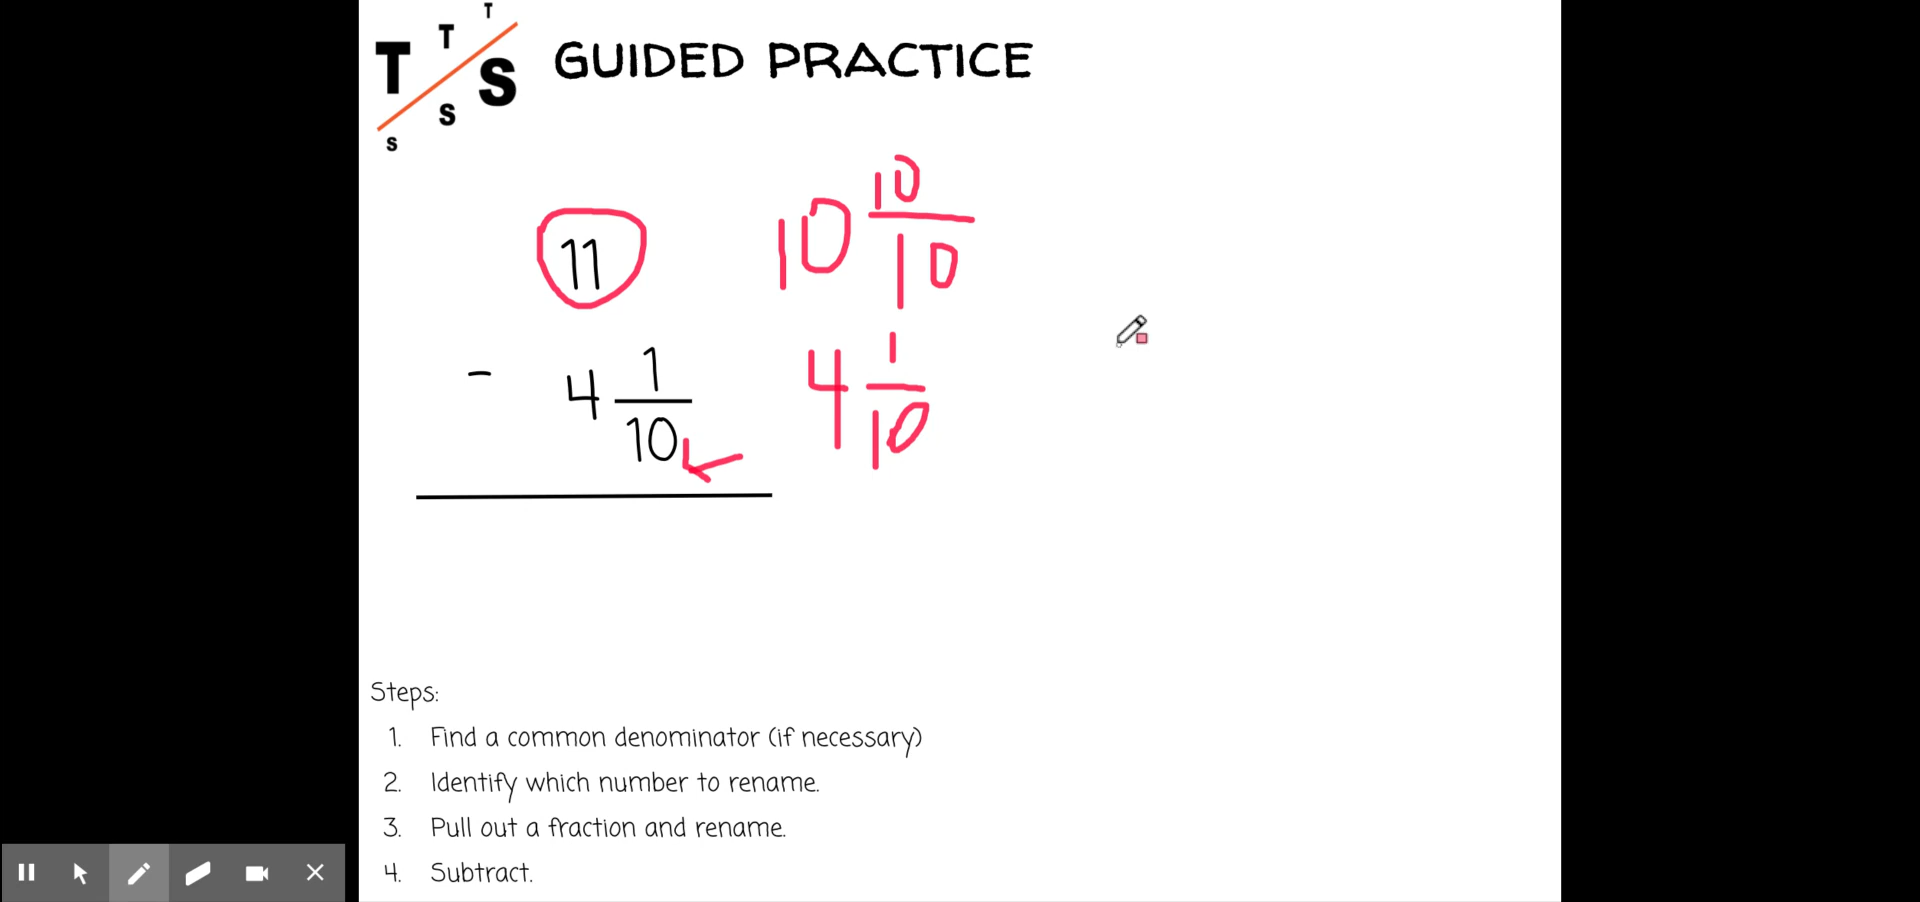 T T T
S S S
GUIDED PRACTICE
11
10 10/10
- 4 1/10
4 1/10
Steps:
1. Find a common denominator (if necessary)
2. Identify which number to rename.
3. Pull out a fraction and rename.
4. Subtract.